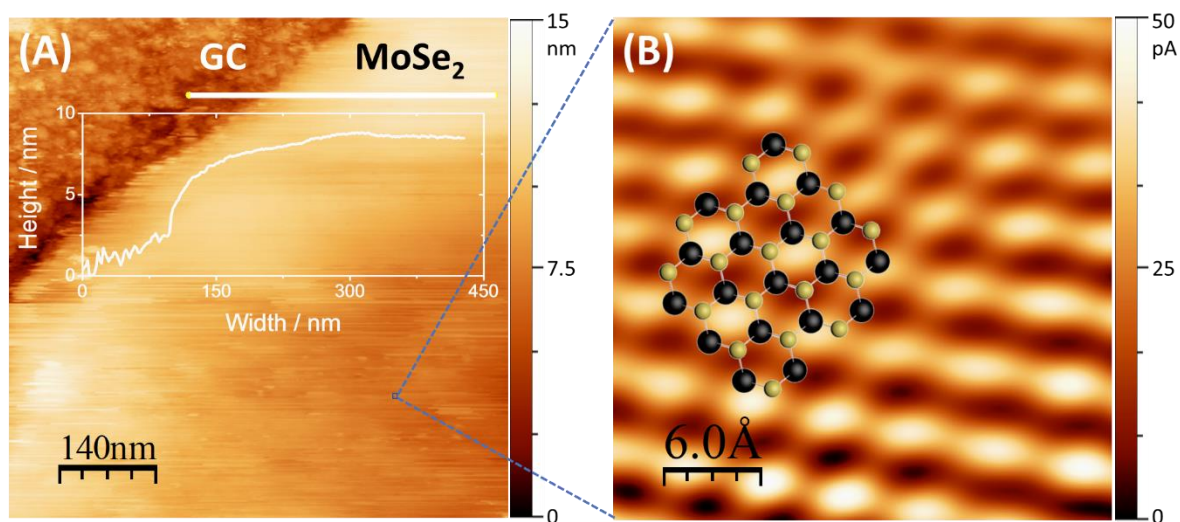 (A)
GC
MoSe₂
10
5
0
Height / nm
0
150
300
450
Width / nm
140nm
15
nm
7.5
0
(B)
6.0Å
50
pA
25
0